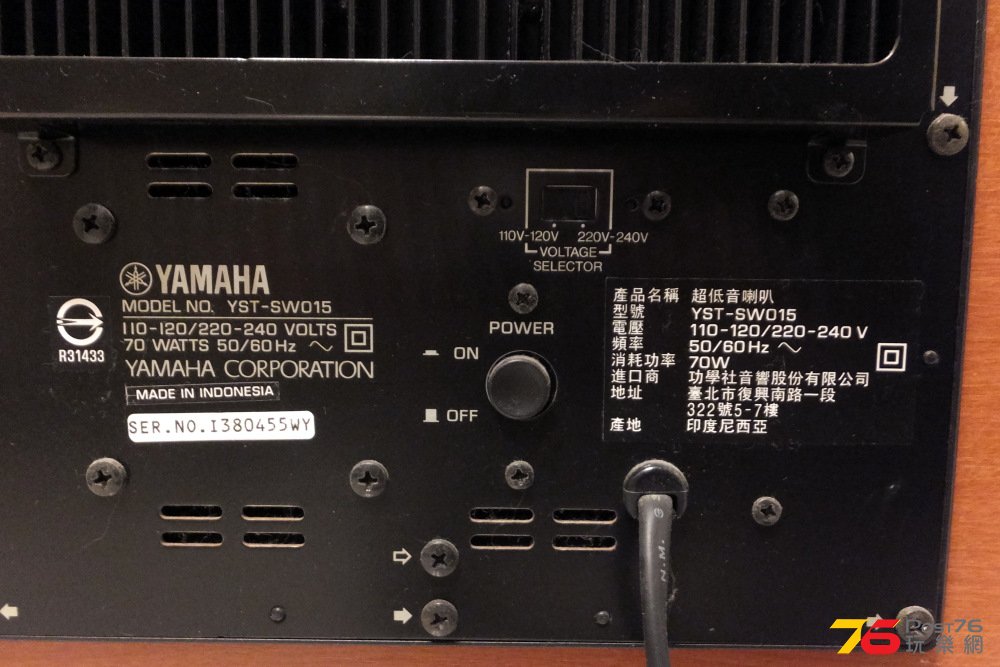 110V-120V 220V-240V
VOLTAGE
SELECTOR
YAMAHA
MODEL NO. YST-SW015
110-120/220-240 VOLTS
70 WATTS 50/60Hz ～
YAMAHA CORPORATION
MADE IN INDONESIA
SER.NO.I380455WY
R31433
POWER
ON
OFF
產品名稱 超低音喇叭
型號 YST-SW015
電壓 110-120/220-240 V
頻率 50/60Hz ～
消耗功率 70W
進口商 功學社音響股份有限公司
地址 臺北市復興南路一段
322號5-7樓
產地 印度尼西亞
N.M.
76 POST76
玩樂網